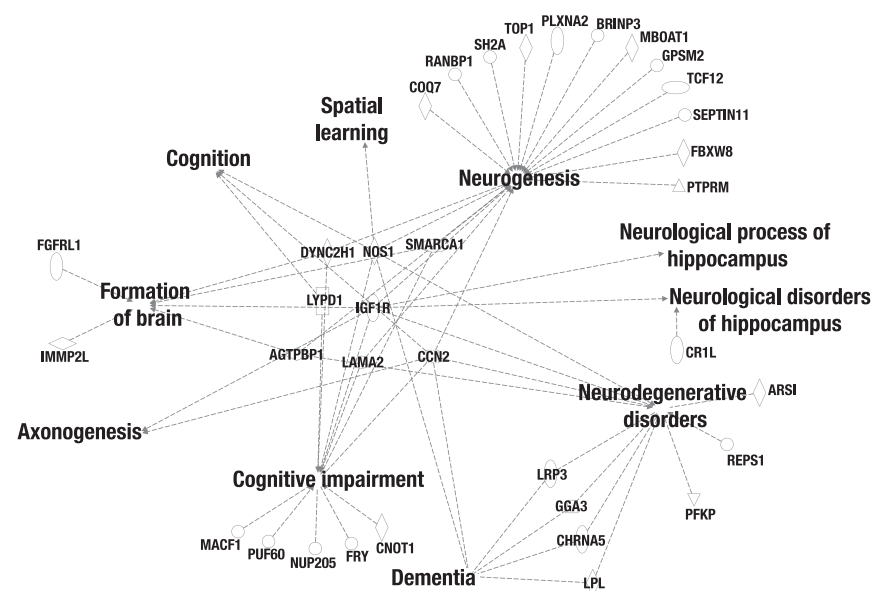 TOP1
PLXNA2
BRINP3
MBOAT1
SH2A
GPSM2
RANBP1
TCF12
COQ7
SEPTIN11
Spatial
learning
FBXW8
Cognition
Neurogenesis
PTPRM
FGFRL1
DYNC2H1
NOS1
SMARCA1
Neurological process of
hippocampus
Formation
of brain
LYPD1
IGF1R
Neurological disorders
of hippocampus
IMMP2L
AGTPBP1
LAMA2
CCN2
CR1L
Neurodegenerative
disorders
ARSI
Axonogenesis
REPS1
Cognitive impairment
LRP3
GGA3
PFKP
MACF1
PUF60
NUP205
FRY
CNOT1
CHRNA5
Dementia
LPL